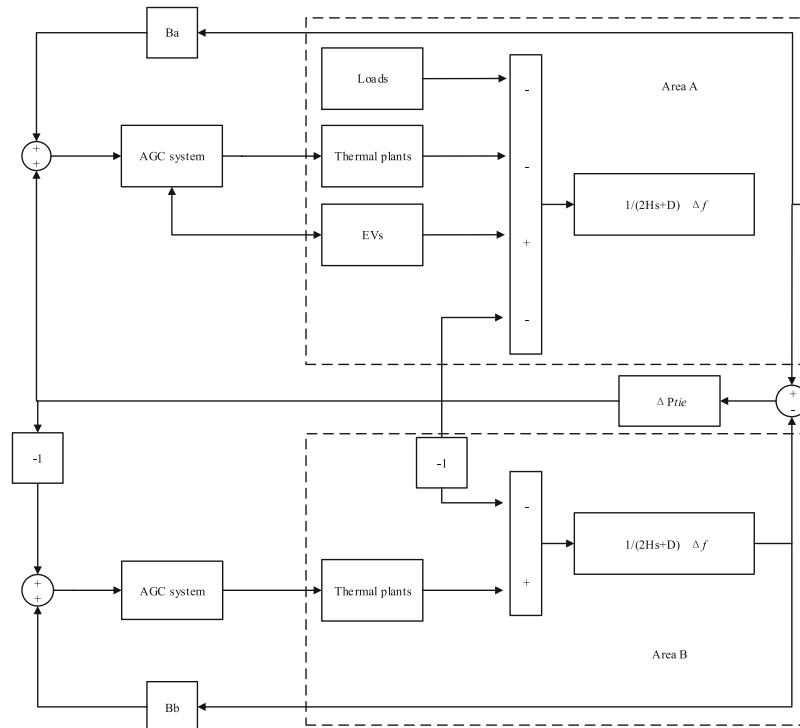 Ba
Loads
-
Area A
+
+
AGC system
Thermal plants
-
1/(2Hs+D) Δf
EVs
+
-
Δ Ptie
+
-
-1
-1
-
1/(2Hs+D) Δf
+
+
AGC system
Thermal plants
+
Area B
Bb